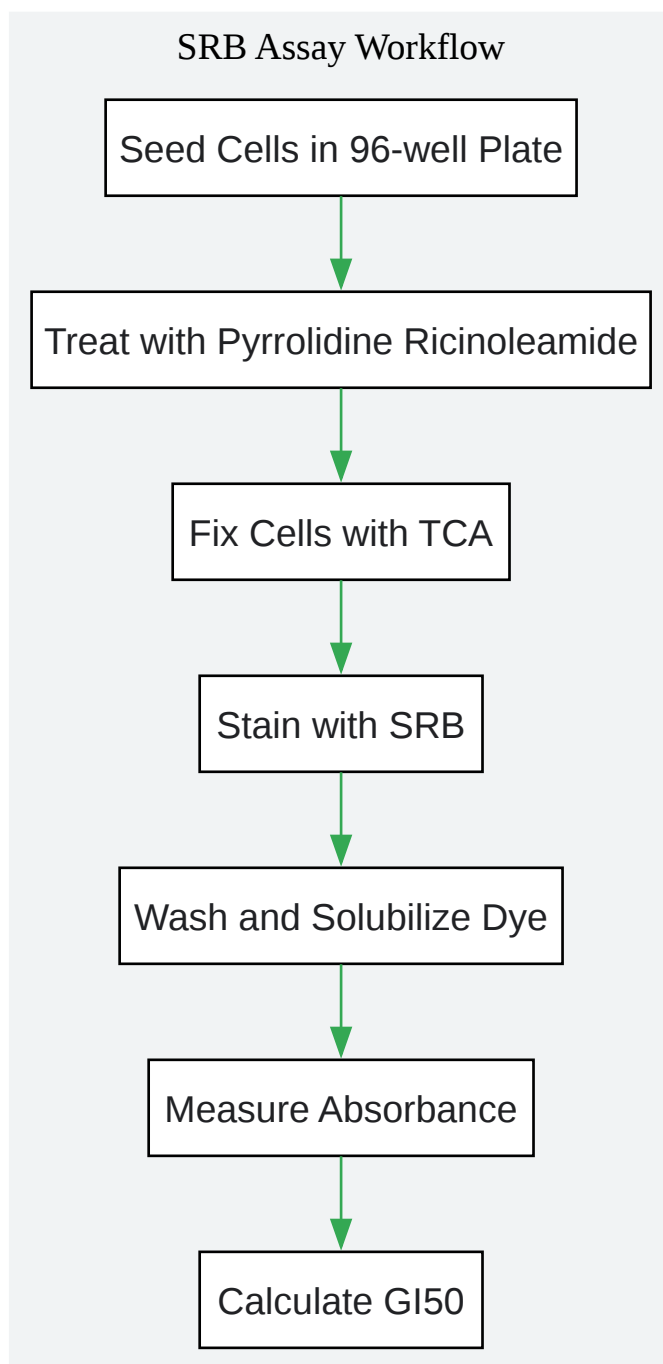 SRB Assay Workflow
Seed Cells in 96-well Plate
Treat with Pyrrolidine Ricinoleamide
Fix Cells with TCA
Stain with SRB
Wash and Solubilize Dye
Measure Absorbance
Calculate GI50